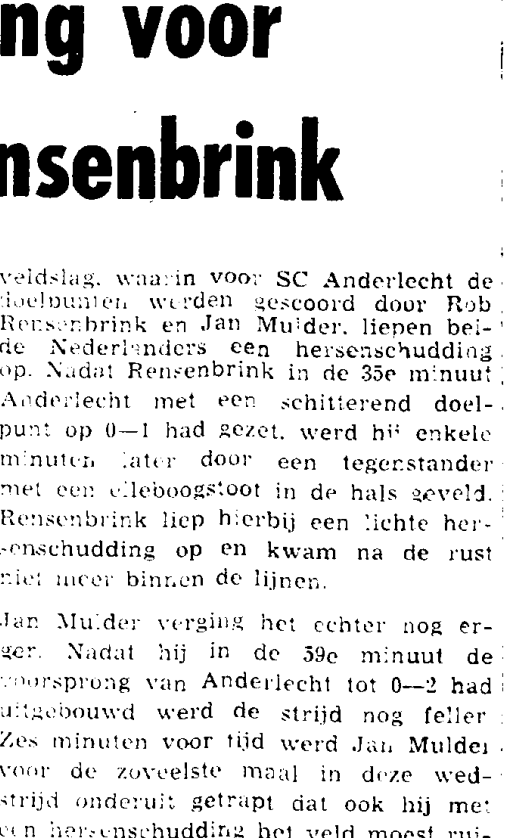 ng voor
nsenbrink
veldslag, waarin voor SC Anderlecht de
doelpunten werden gescoord door Rob
Rensenbrink en Jan Mulder, liepen bei-
de Nederlanders een hersenschudding
op. Nadat Rensenbrink in de 35e minuut
Anderlecht met een schitterend doel-
punt op 0—1 had gezet, werd hij enkele
minuten later door een tegenstander
met een elleboogstoot in de hals geveld.
Rensenbrink liep hierbij een lichte her-
senschudding op en kwam na de rust
niet meer binnen de lijnen.
Jan Mulder verging het echter nog er-
ger. Nadat hij in de 59e minuut de
voorsprong van Anderlecht tot 0—2 had
uitgebouwd werd de strijd nog feller
Zes minuten voor tijd werd Jan Mulder
voor de zoveelste maal in deze wed-
strijd onderuit getrapt dat ook hij met
een hersenschudding het veld moest rui-